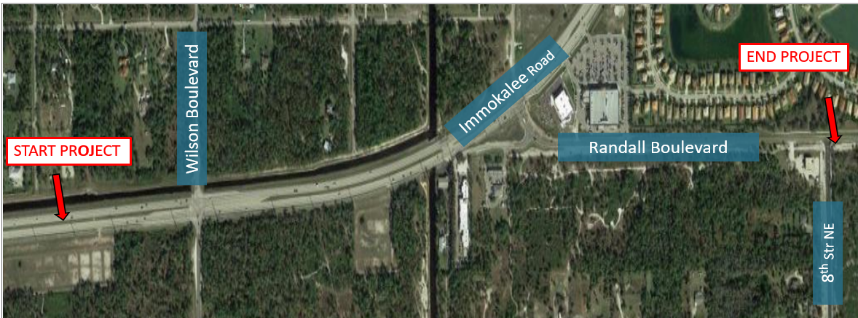 START PROJECT
Wilson Boulevard
Immokalee Road
Randall Boulevard
END PROJECT
8th Str NE